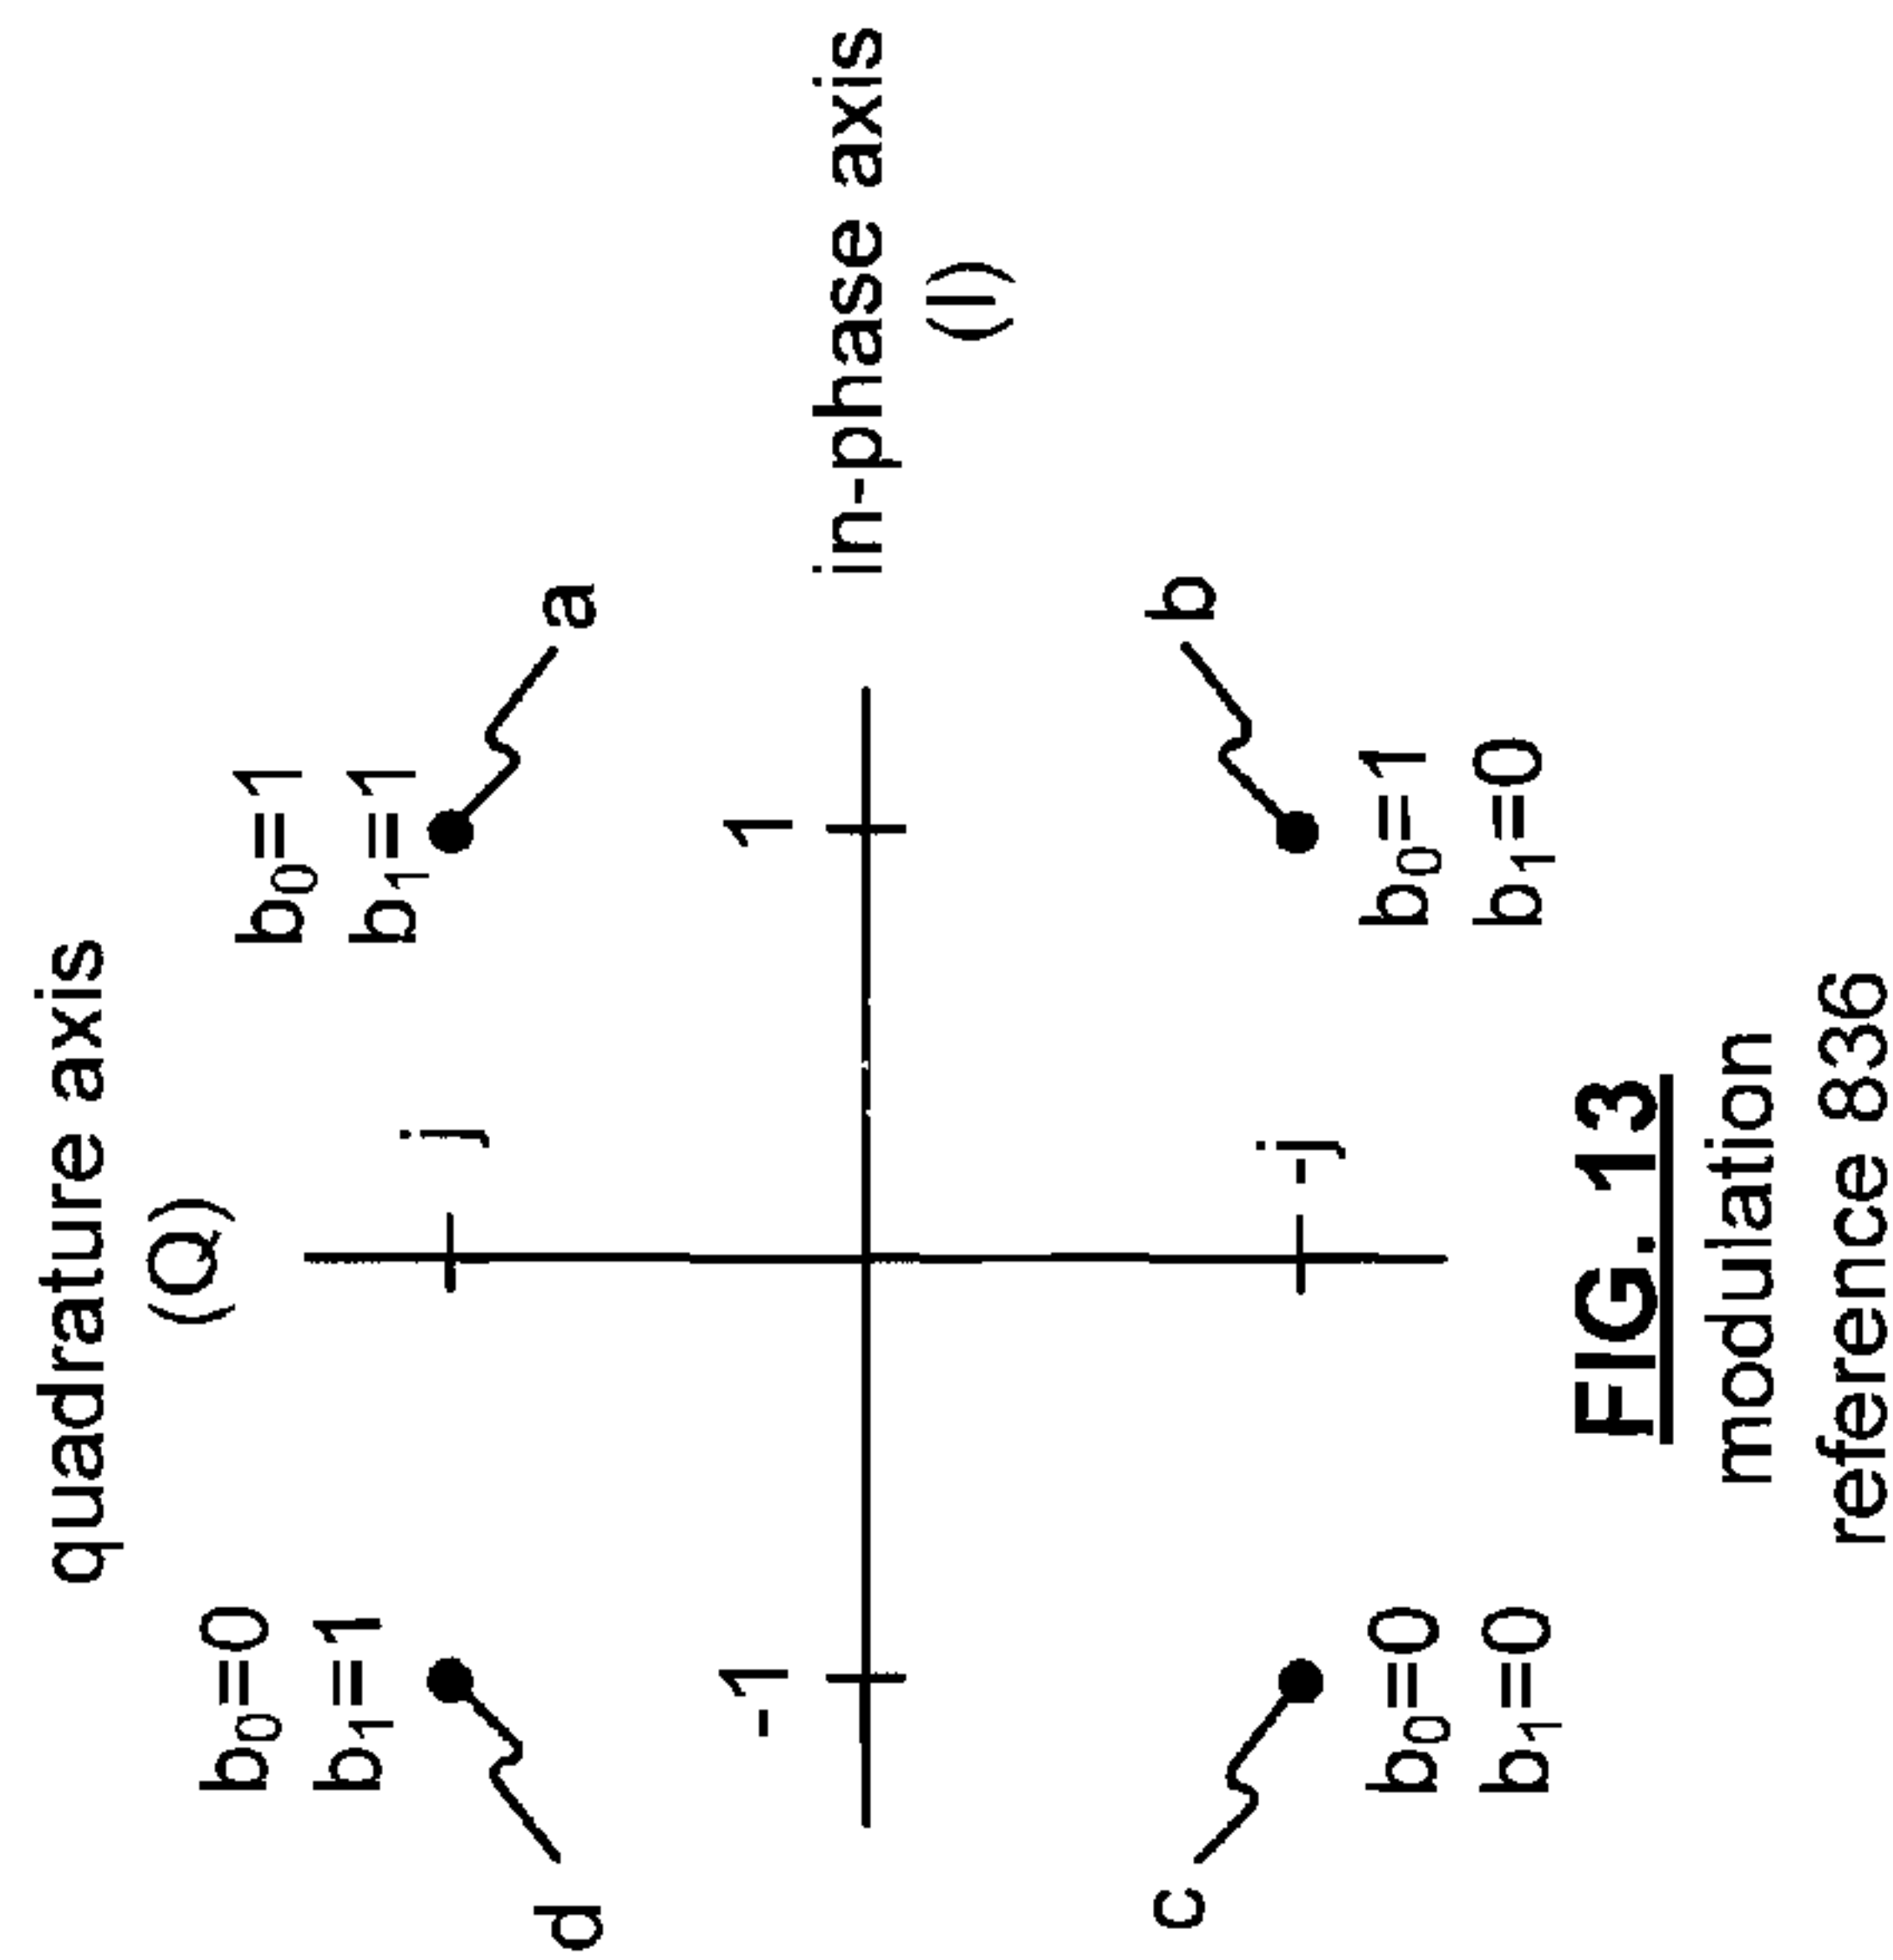 quadrature axis
(Q)
b₀=0
b₁=1
b₀=1
b₁=1
d
j
a
-1
1
in-phase axis
(I)
c
-j
b
b₀=0
b₁=0
b₀=1
b₁=0
FIG. 13
modulation
reference 836